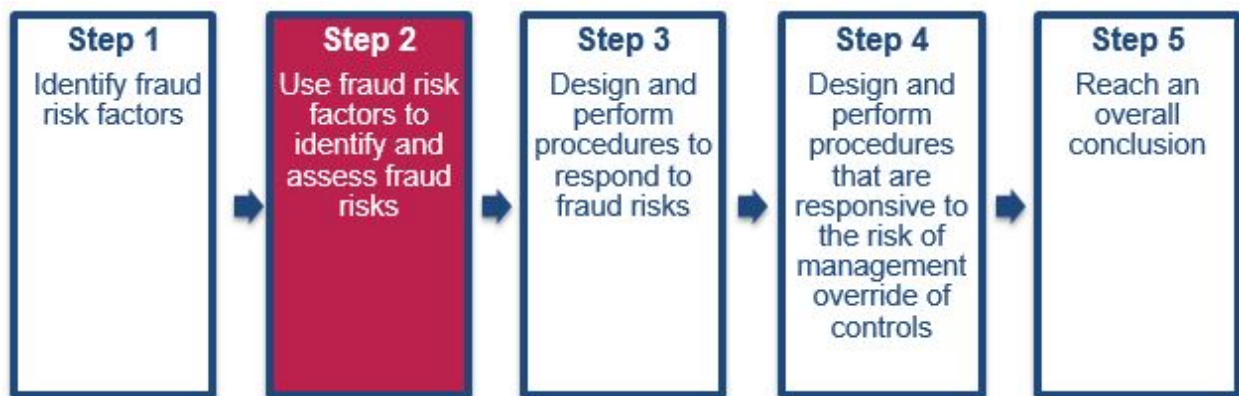 Step 1
Identify fraud
risk factors
Step 2
Use fraud risk
factors to
identify and
assess fraud
risks
Step 3
Design and
perform
procedures to
respond to
fraud risks
Step 4
Design and
perform
procedures
that are
responsive to
the risk of
management
override of
controls
Step 5
Reach an
overall
conclusion